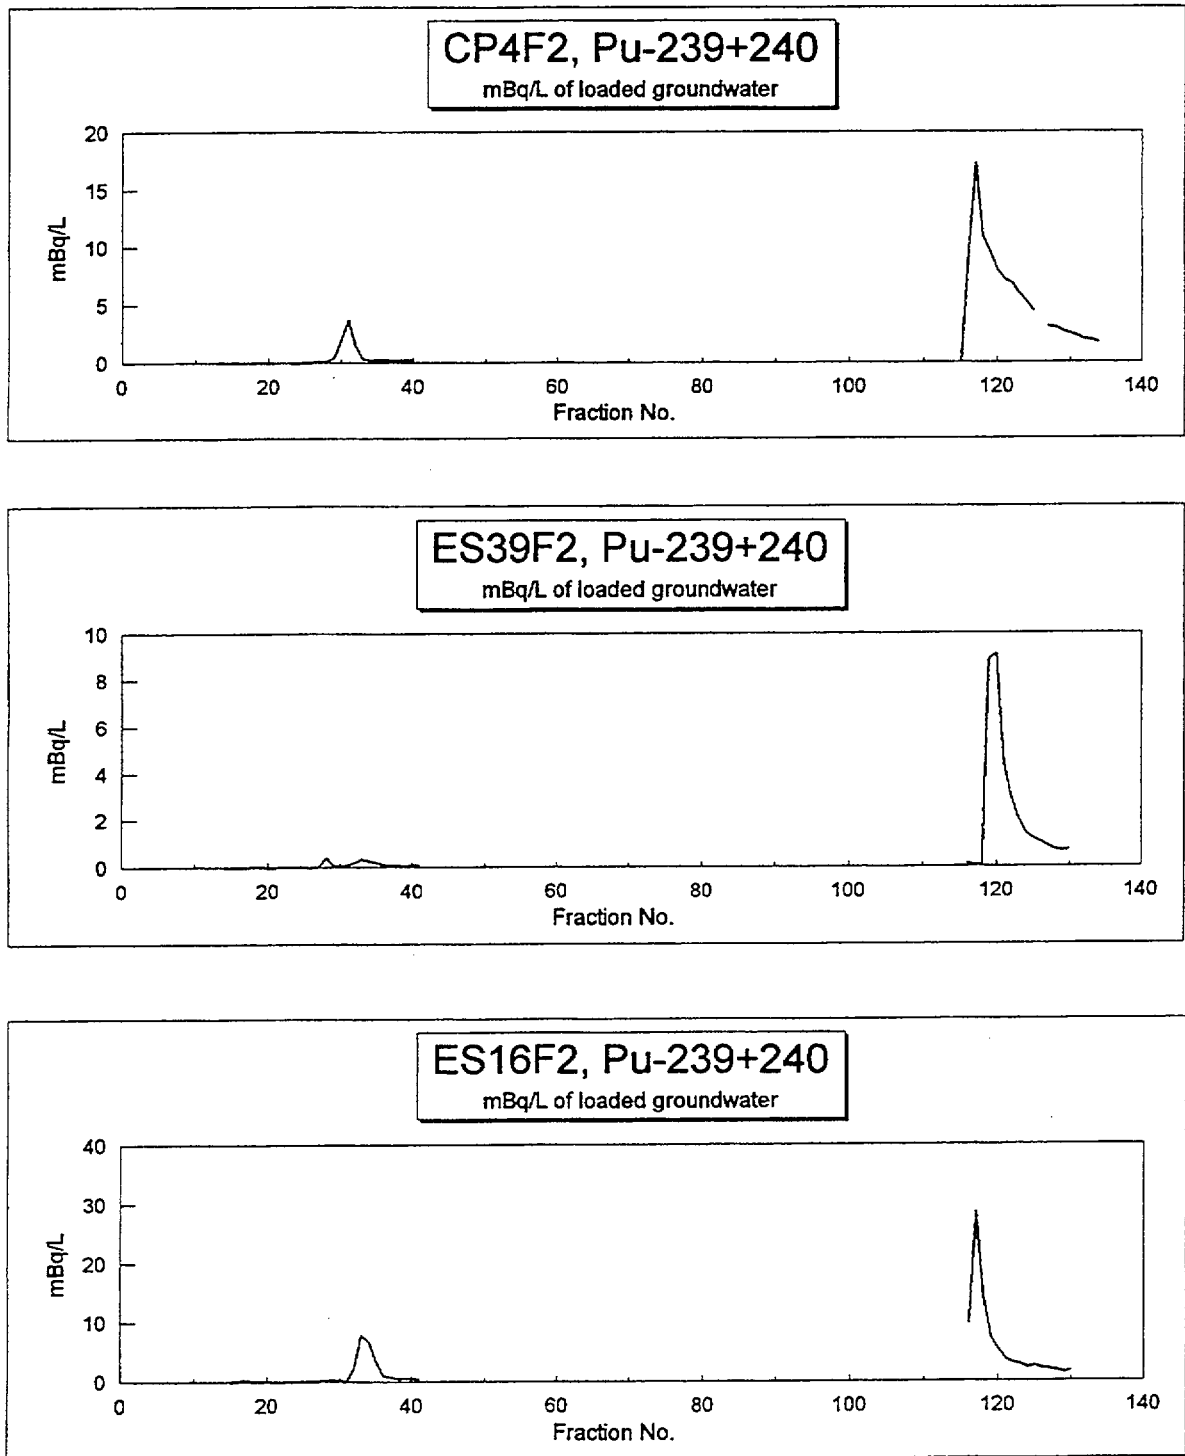 CP4F2, Pu-239+240
mBq/L of loaded groundwater
20
15
10
5
0
mBq/L
0 20 40 60 80 100 120 140
Fraction No.
ES39F2, Pu-239+240
mBq/L of loaded groundwater
10
8
6
4
2
0
mBq/L
0 20 40 60 80 100 120 140
Fraction No.
ES16F2, Pu-239+240
mBq/L of loaded groundwater
40
30
20
10
0
mBq/L
0 20 40 60 80 100 120 140
Fraction No.